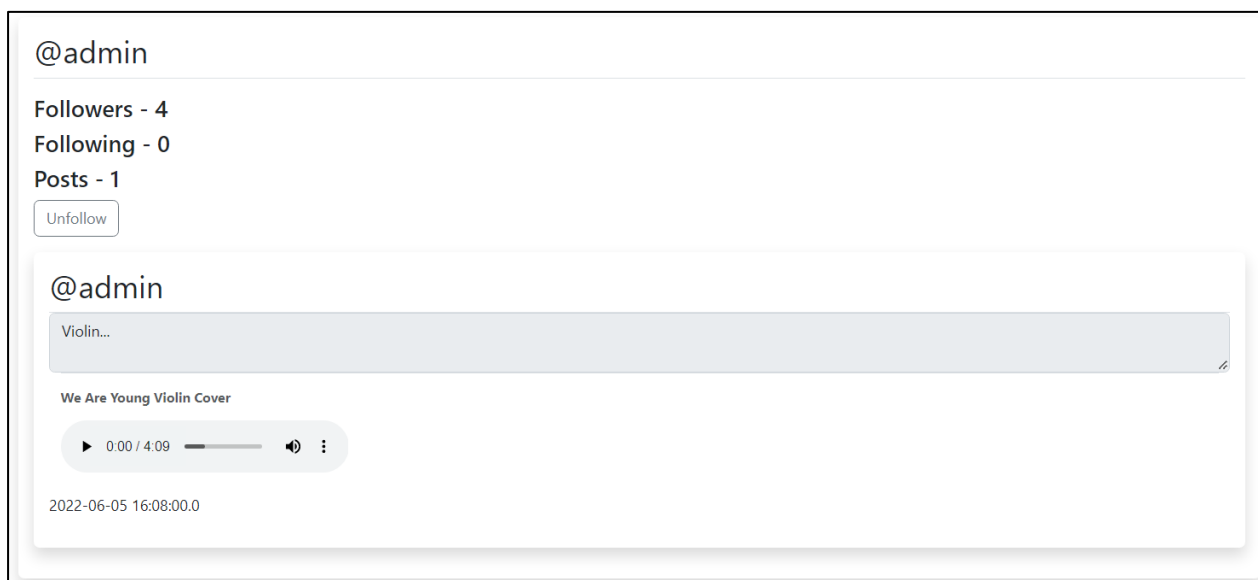 @admin
Followers - 4
Following - 0
Posts - 1
Unfollow
@admin
Violin...
We Are Young Violin Cover
0:00 / 4:09
2022-06-05 16:08:00.0